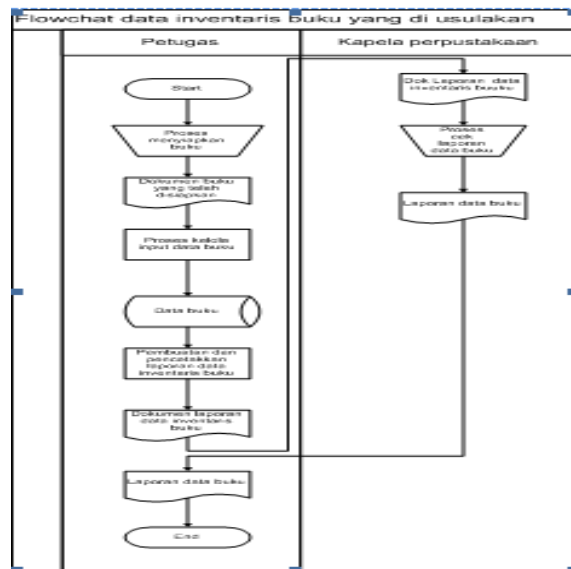 Flowchat data inventaris buku yang di usulakan
Petugas
Kapela perpustakaan
Start
Proses
menyiapkan
buku
Dokumen buku
yang telah
disiapkan
Proses kelola
input data buku
Data buku
Pembuatan dan
pencetakkan
laporan data
inventaris buku
Dokumen laporan
data inventaris
buku
Laporan data buku
End
Dok Laporan data
inventaris buuku
Proses
cek
laporan
data buku
Laporan data buku